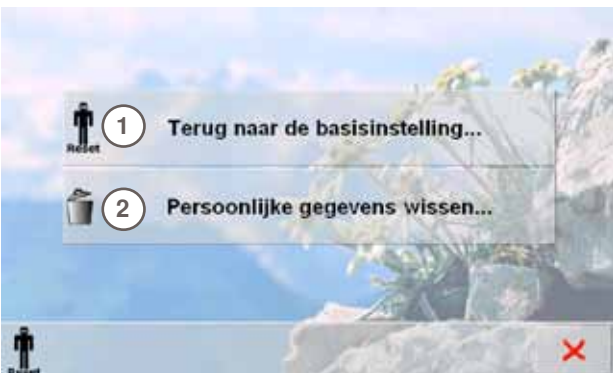 Reset
1 Terug naar de basisinstelling...
2 Persoonlijke gegevens wissen...
Reset